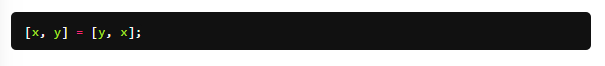 [x, y] = [y, x];